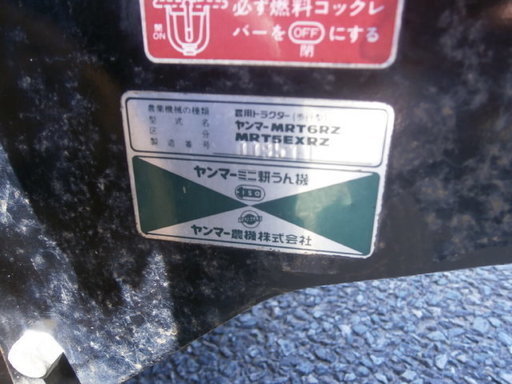 必ず燃料コックレ
開 ON バーを OFF にする
閉
農業機械の種類 農用トラクター(歩行型)
型式名 ヤンマーMRT6RZ
区分 MRT5EXRZ
製造番号
ヤンマーミニ耕うん機
ヤンマー農機株式会社